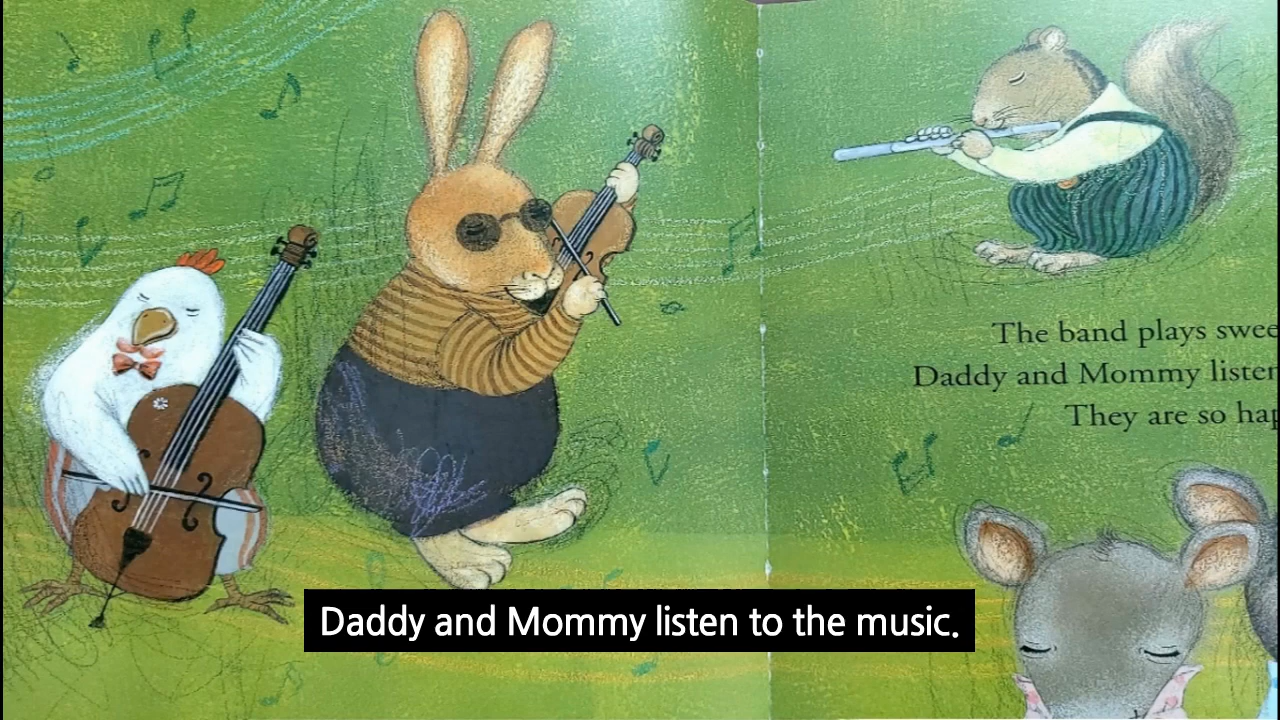 The band plays swee
Daddy and Mommy listen
They are so hap
Daddy and Mommy listen to the music.